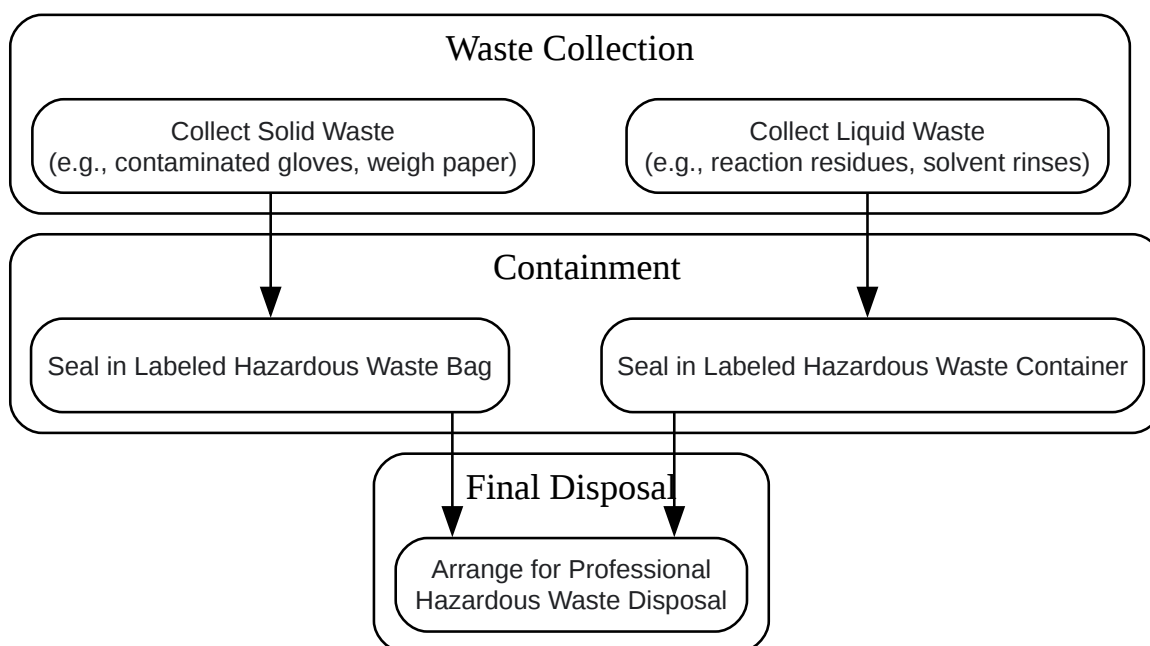 Waste Collection
Collect Solid Waste
(e.g., contaminated gloves, weigh paper)
Collect Liquid Waste
(e.g., reaction residues, solvent rinses)
Containment
Seal in Labeled Hazardous Waste Bag
Seal in Labeled Hazardous Waste Container
Final Disposal
Arrange for Professional
Hazardous Waste Disposal